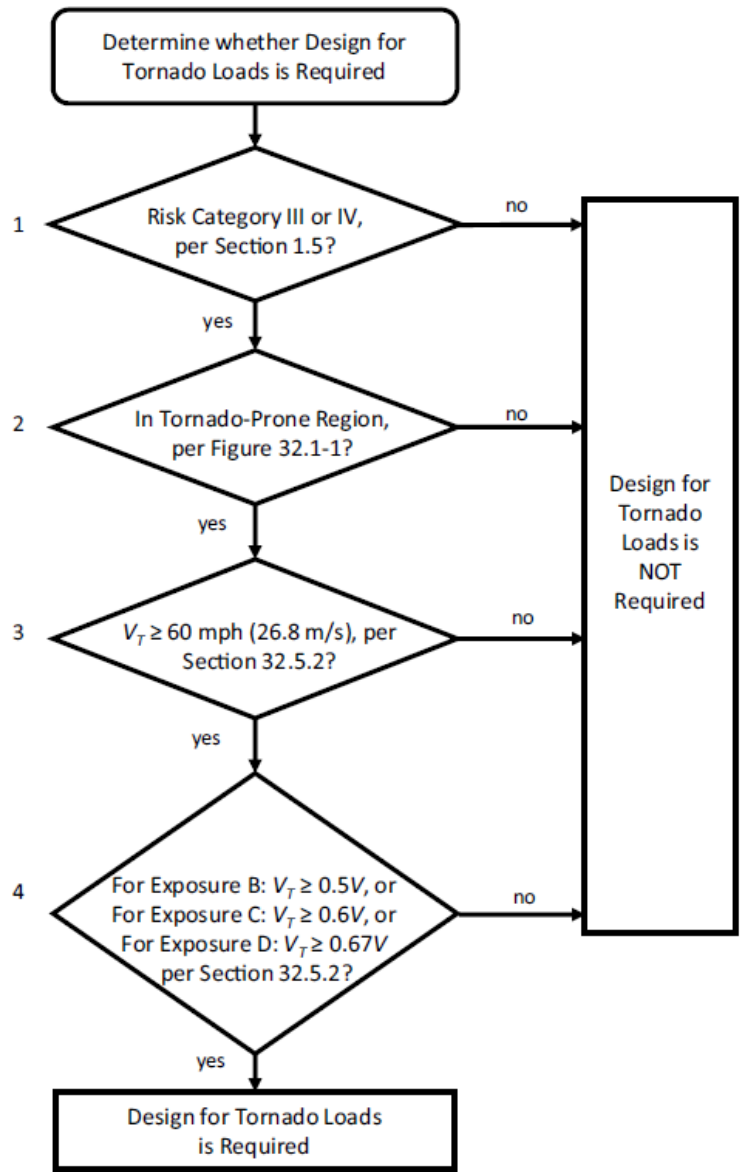 Determine whether Design for
Tornado Loads is Required
1
Risk Category III or IV,
per Section 1.5?
no
yes
2
In Tornado-Prone Region,
per Figure 32.1-1?
no
yes
3
V_T ≥ 60 mph (26.8 m/s), per
Section 32.5.2?
no
yes
4
For Exposure B: V_T ≥ 0.5V, or
For Exposure C: V_T ≥ 0.6V, or
For Exposure D: V_T ≥ 0.67V
per Section 32.5.2?
no
yes
Design for Tornado Loads
is Required
Design for
Tornado
Loads is
NOT
Required